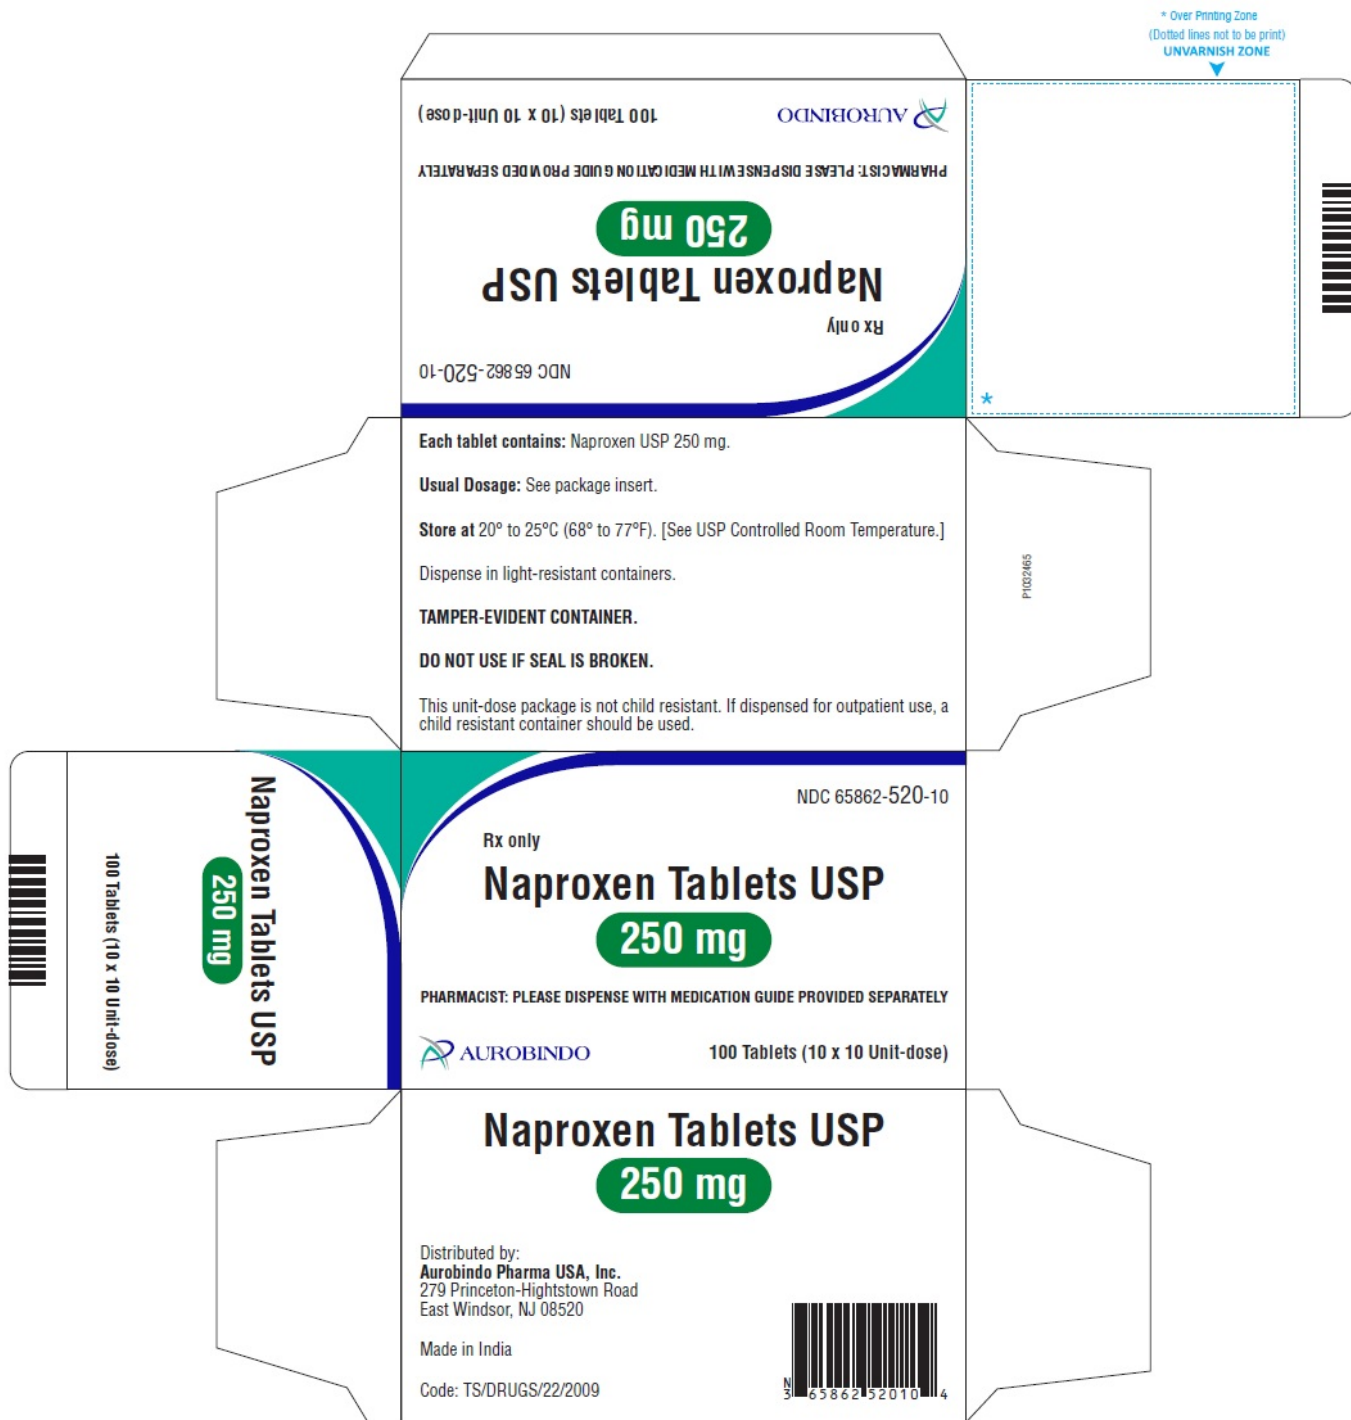 * Over Printing Zone
(Dotted lines not to be print)
UNVARNISH ZONE
AUROBINDO
100 Tablets (10 x 10 Unit-dose)
PHARMACIST: PLEASE DISPENSE WITH MEDICATION GUIDE PROVIDED SEPARATELY
250 mg
Naproxen Tablets USP
Rx only
NDC 65862-520-10
*
Each tablet contains: Naproxen USP 250 mg.
Usual Dosage: See package insert.
Store at 20° to 25°C (68° to 77°F). [See USP Controlled Room Temperature.]
Dispense in light-resistant containers.
TAMPER-EVIDENT CONTAINER.
DO NOT USE IF SEAL IS BROKEN.
This unit-dose package is not child resistant. If dispensed for outpatient use, a
child resistant container should be used.
P1032465
Naproxen Tablets USP
250 mg
100 Tablets (10 x 10 Unit-dose)
NDC 65862-520-10
Rx only
Naproxen Tablets USP
250 mg
PHARMACIST: PLEASE DISPENSE WITH MEDICATION GUIDE PROVIDED SEPARATELY
AUROBINDO
100 Tablets (10 x 10 Unit-dose)
Naproxen Tablets USP
250 mg
Distributed by:
Aurobindo Pharma USA, Inc.
279 Princeton-Hightstown Road
East Windsor, NJ 08520
Made in India
Code: TS/DRUGS/22/2009
N
3 65862 52010 4